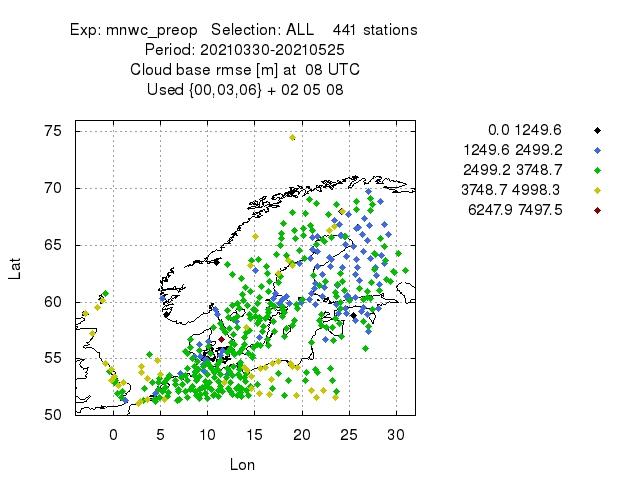 Exp: mnwc_preop   Selection: ALL    441 stations
Period: 20210330-20210525
Cloud base rmse [m] at  08 UTC
Used {00,03,06} + 02 05 08
0.0 1249.6
1249.6 2499.2
2499.2 3748.7
3748.7 4998.3
6247.9 7497.5
75
70
65
60
55
50
Lat
0 5 10 15 20 25 30
Lon